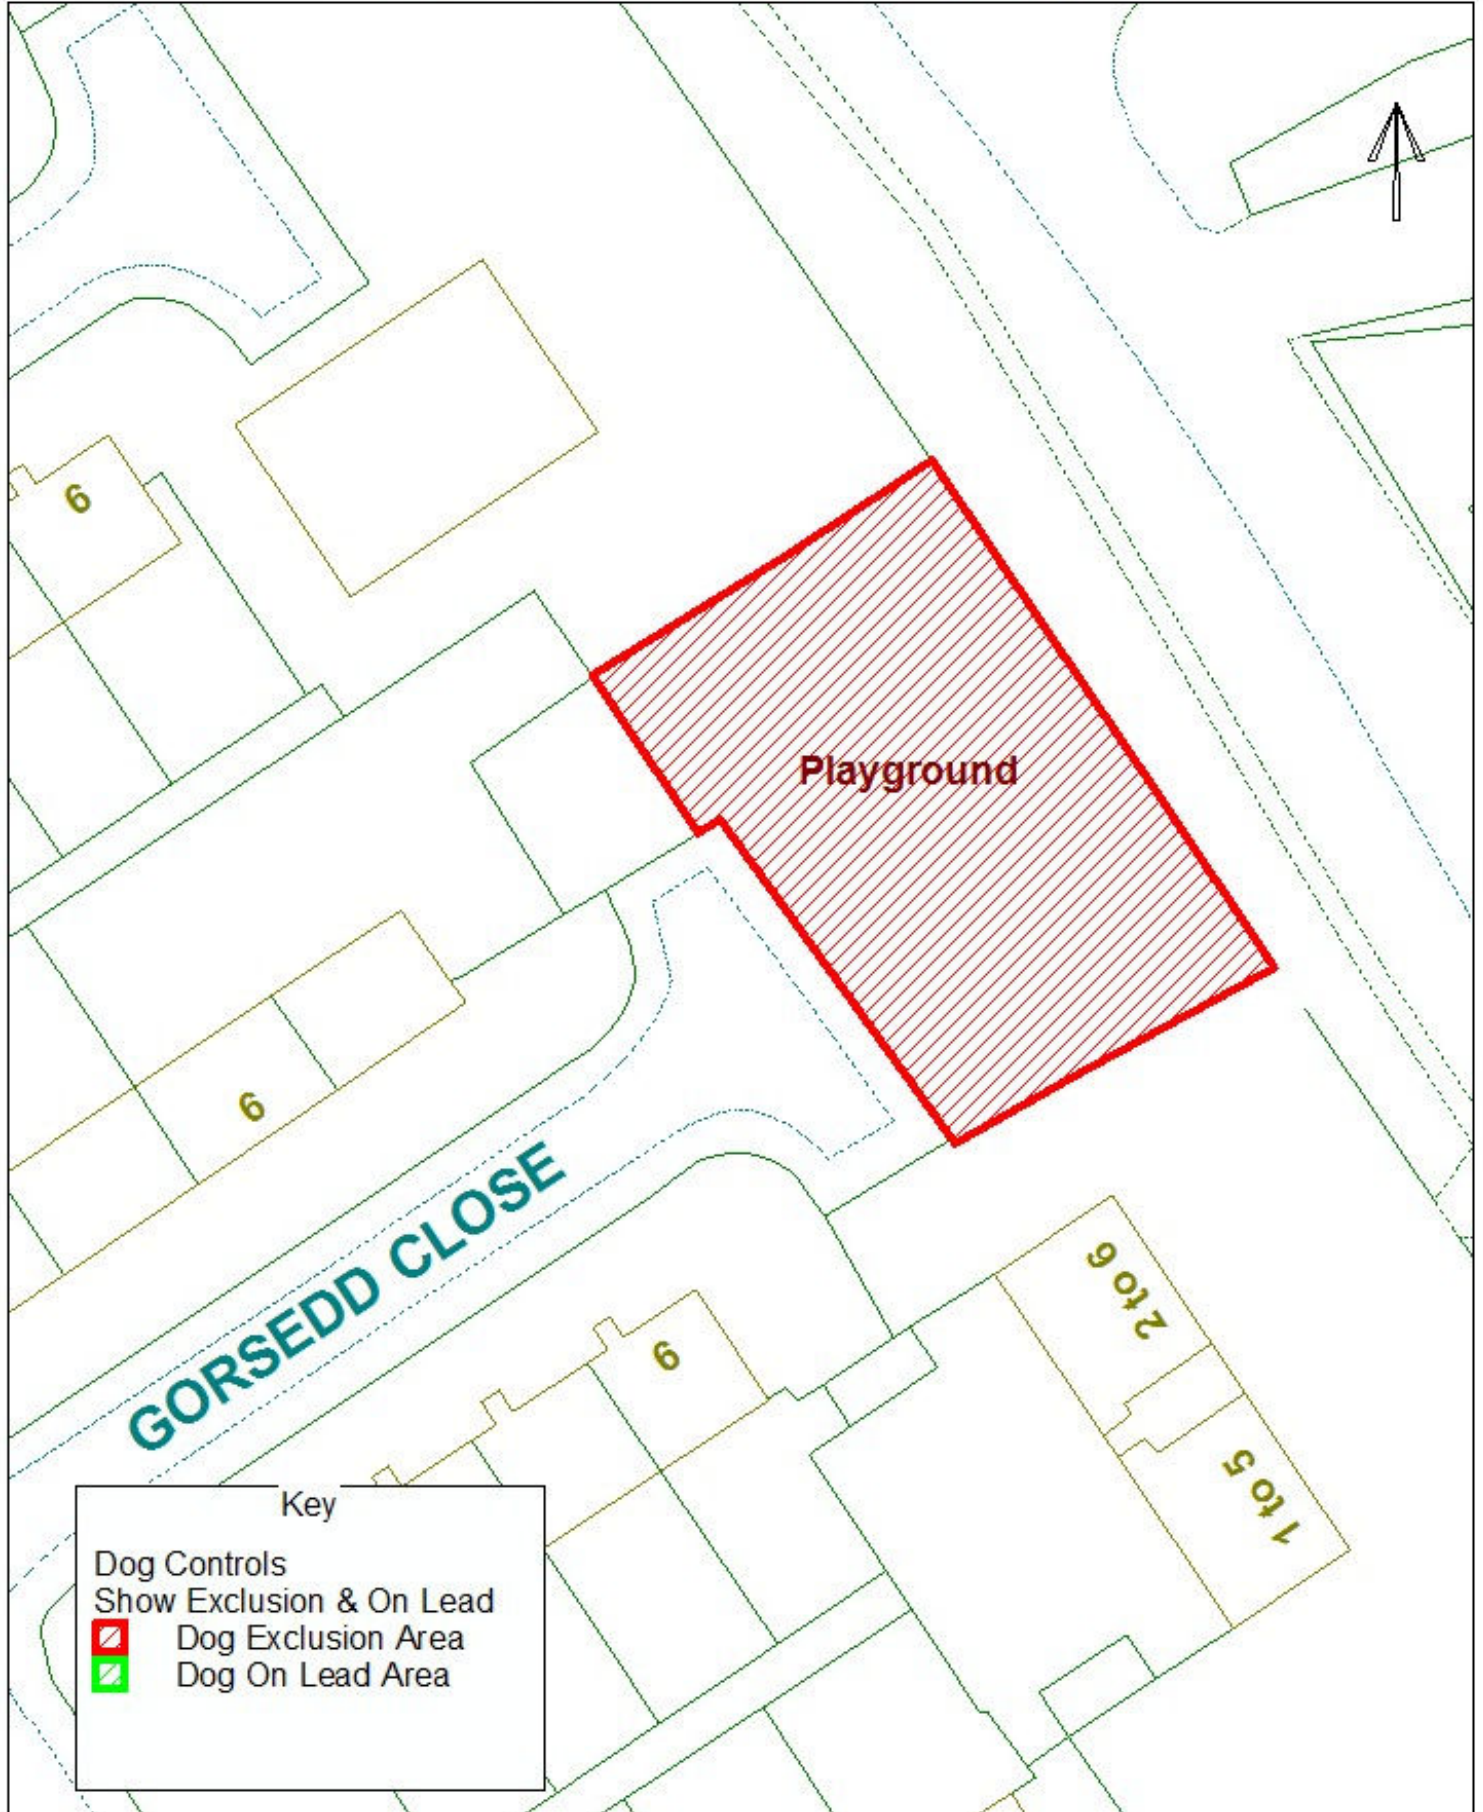 6
Playground
6
GORSEDD CLOSE
2 to 6
6
1 to 5
Key
Dog Controls
Show Exclusion & On Lead
Dog Exclusion Area
Dog On Lead Area